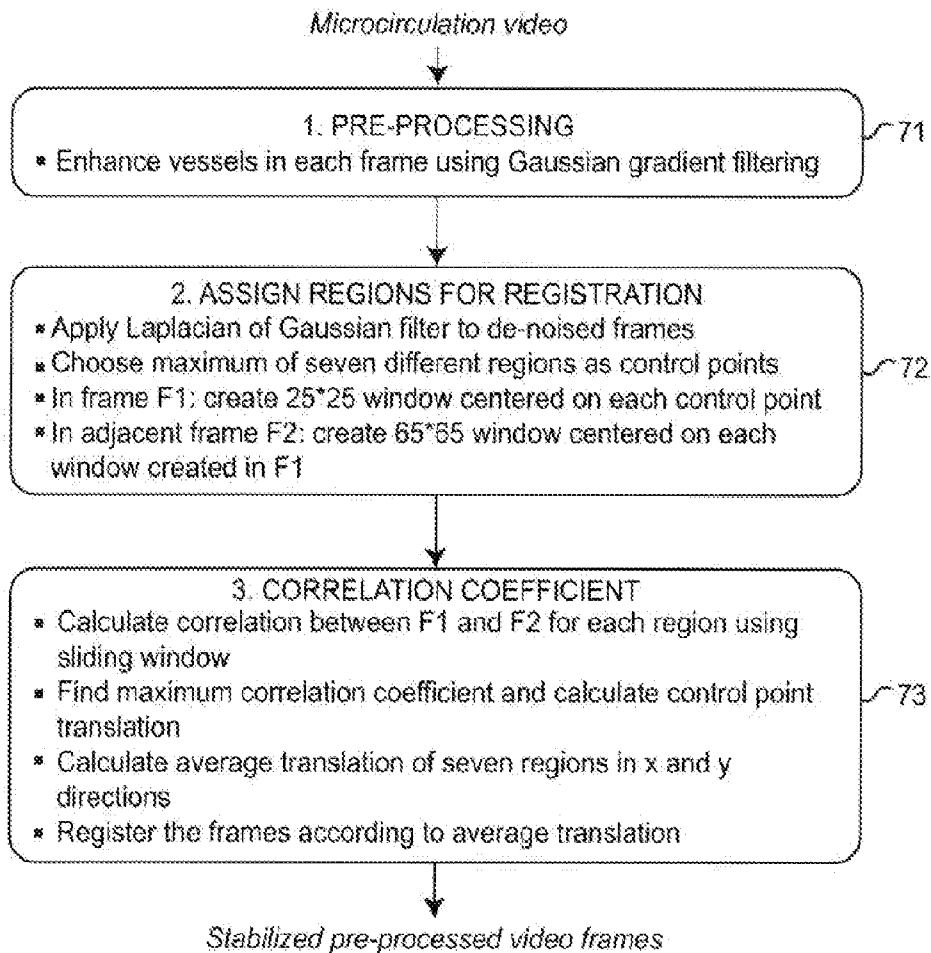 Microcirculation video
1. PRE-PROCESSING
▪ Enhance vessels in each frame using Gaussian gradient filtering
71
2. ASSIGN REGIONS FOR REGISTRATION
▪ Apply Laplacian of Gaussian filter to de-noised frames
▪ Choose maximum of seven different regions as control points
▪ In frame F1: create 25*25 window centered on each control point
▪ In adjacent frame F2: create 65*65 window centered on each
window created in F1
72
3. CORRELATION COEFFICIENT
▪ Calculate correlation between F1 and F2 for each region using
sliding window
▪ Find maximum correlation coefficient and calculate control point
translation
▪ Calculate average translation of seven regions in x and y
directions
▪ Register the frames according to average translation
73
Stabilized pre-processed video frames